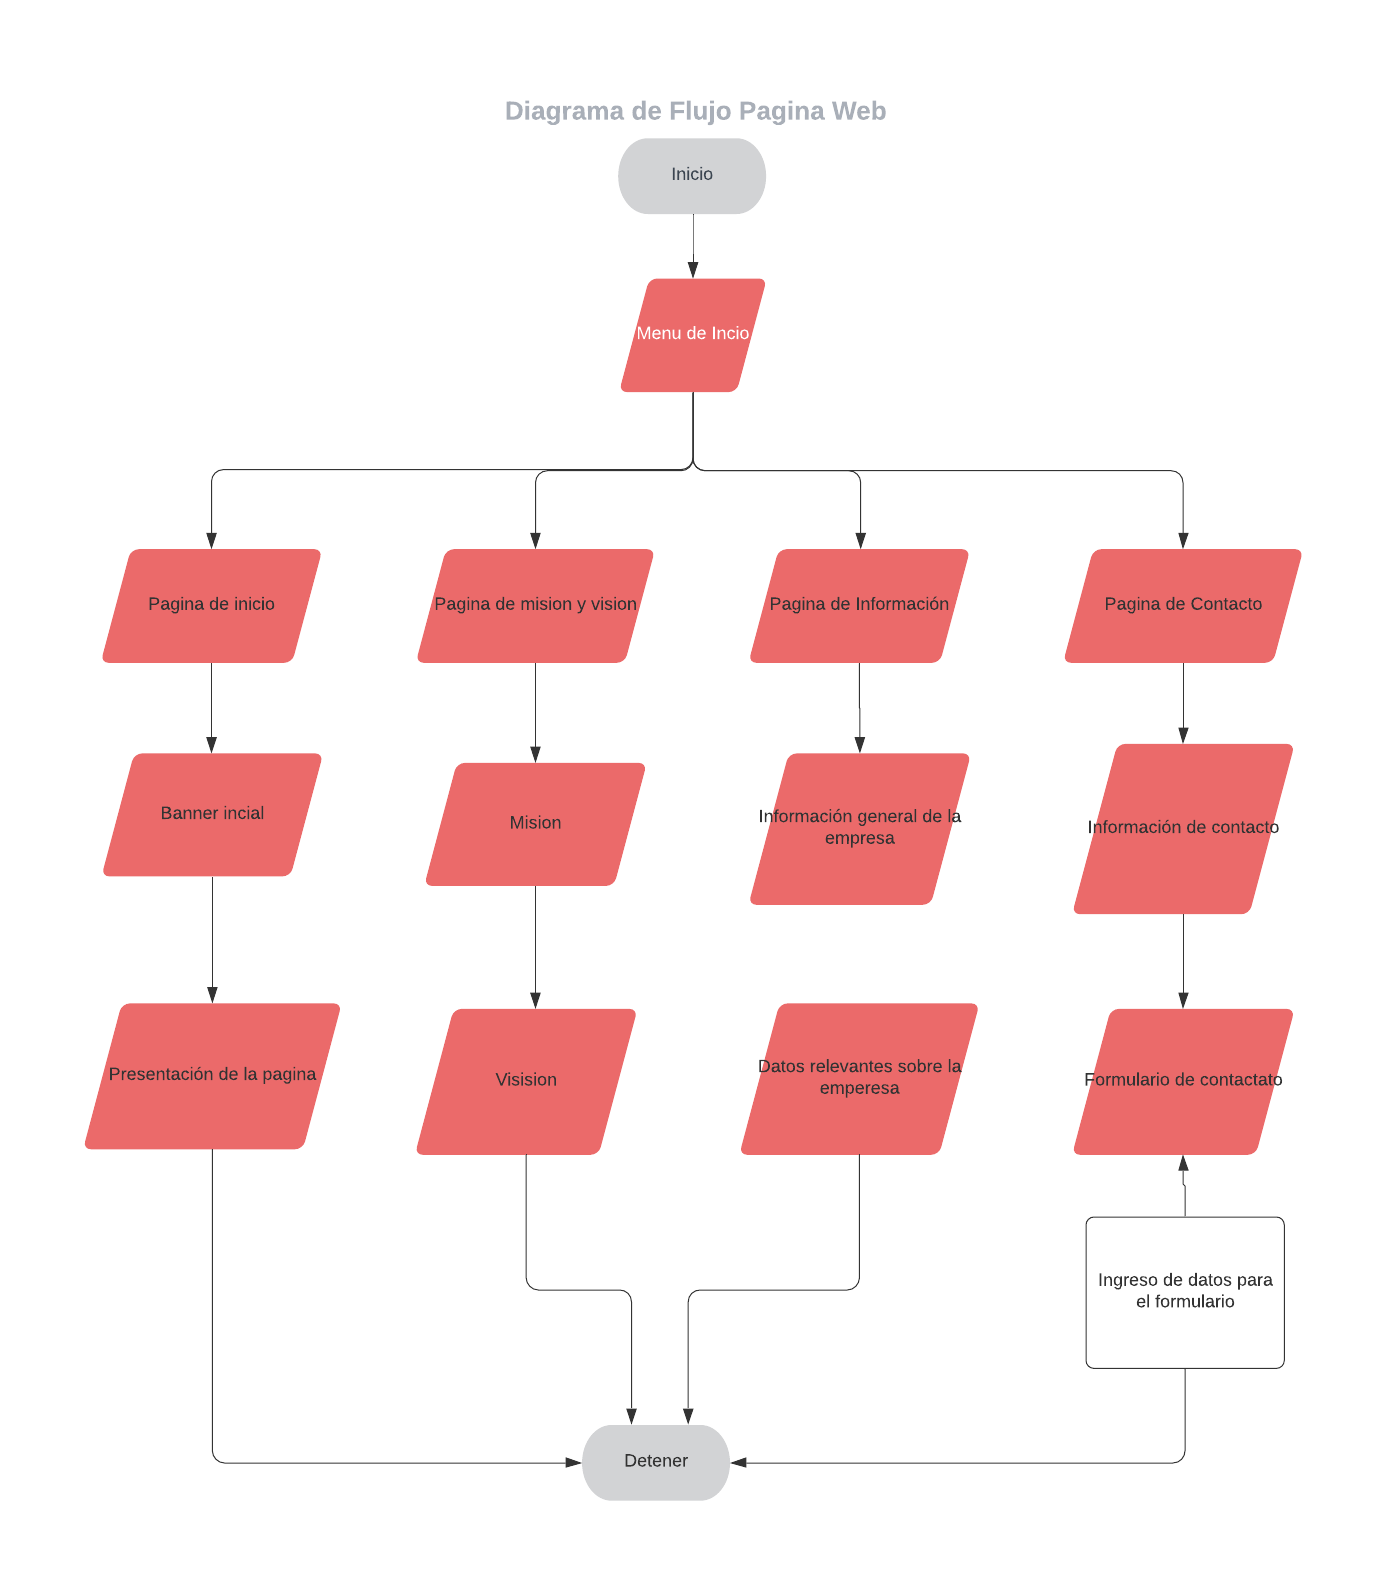 Diagrama de Flujo Pagina Web
Inicio
Menu de Incio
Pagina de inicio
Pagina de mision y vision
Pagina de Información
Pagina de Contacto
Banner incial
Mision
Información general de la
empresa
Información de contacto
Presentación de la pagina
Visision
Datos relevantes sobre la
emperesa
Formulario de contactato
Ingreso de datos para
el formulario
Detener